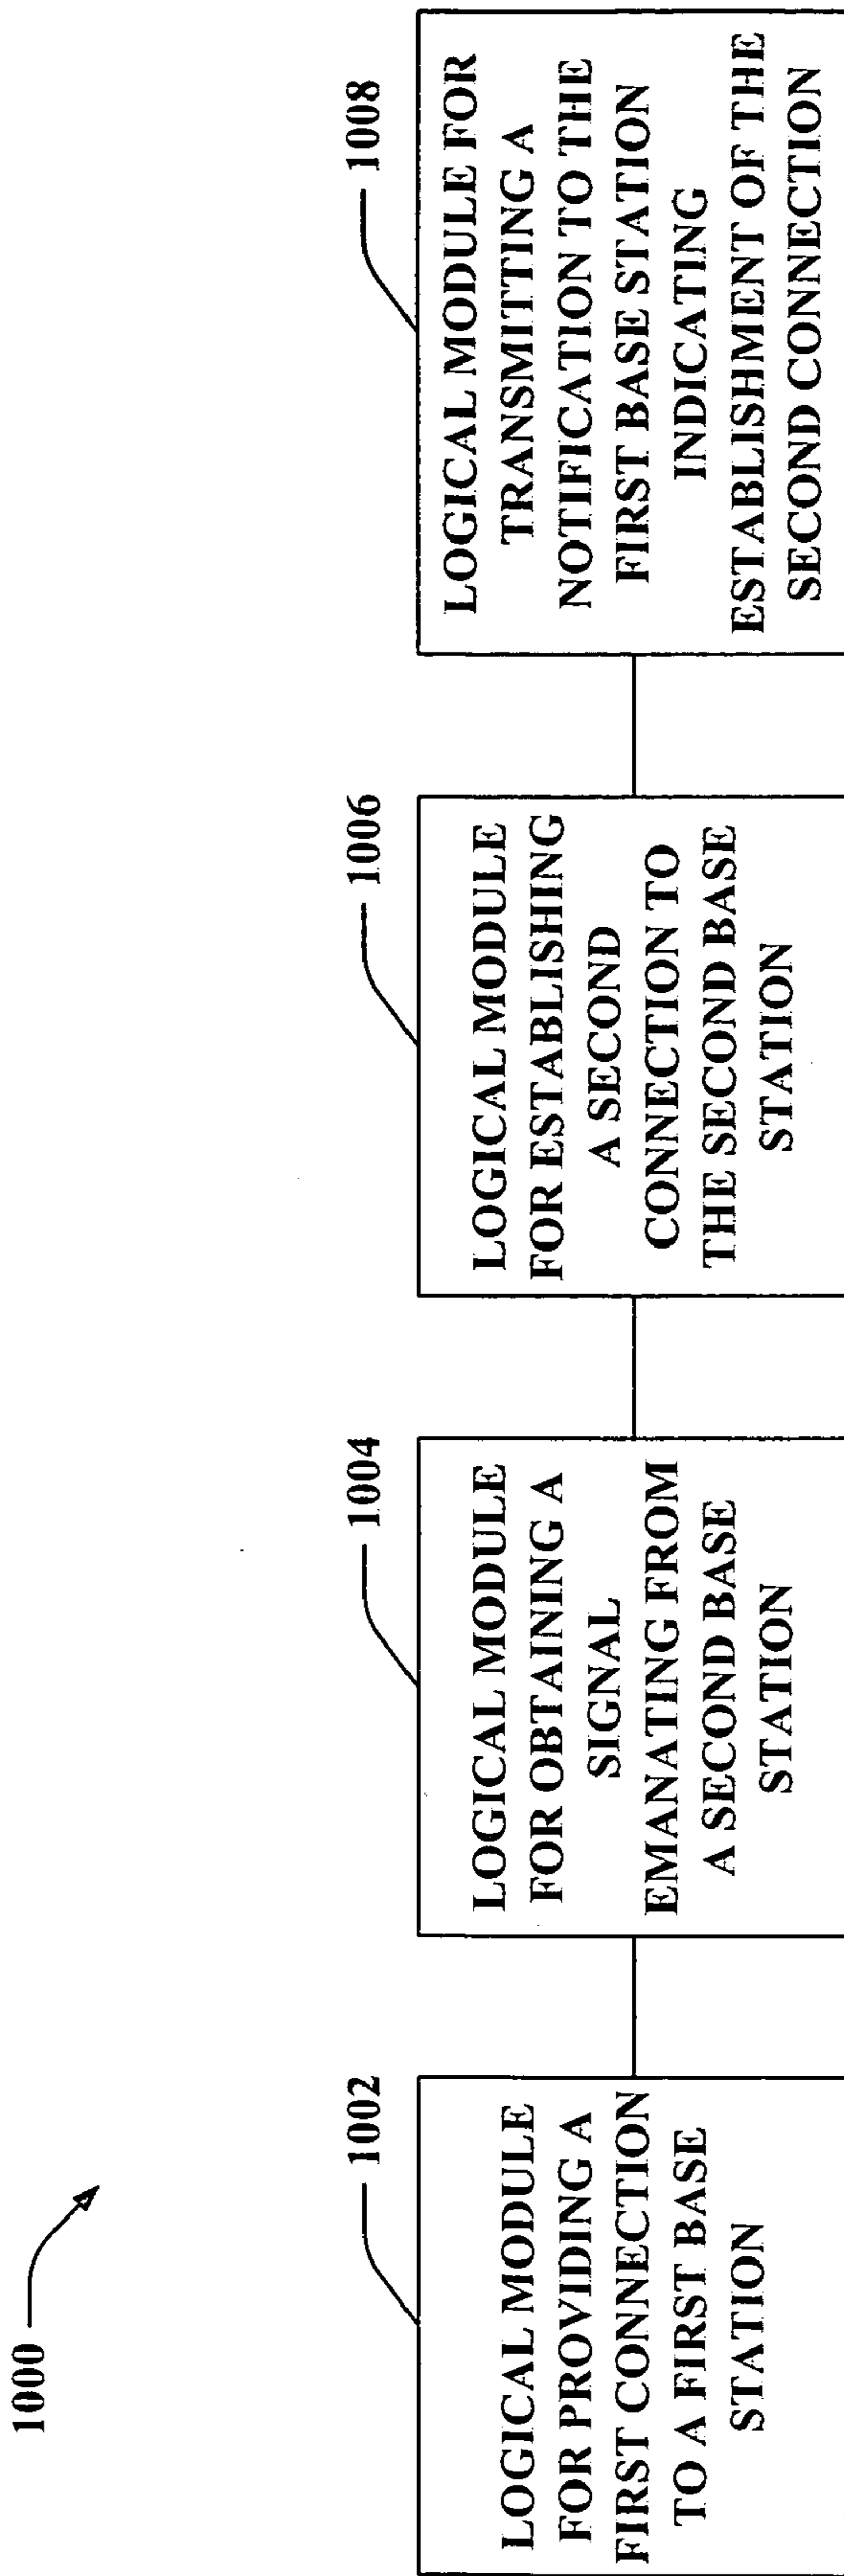 1000
1002
LOGICAL MODULE
FOR PROVIDING A
FIRST CONNECTION
TO A FIRST BASE
STATION
1004
LOGICAL MODULE
FOR OBTAINING A
SIGNAL
EMANATING FROM
A SECOND BASE
STATION
1006
LOGICAL MODULE
FOR ESTABLISHING
A SECOND
CONNECTION TO
THE SECOND BASE
STATION
1008
LOGICAL MODULE FOR
TRANSMITTING A
NOTIFICATION TO THE
FIRST BASE STATION
INDICATING
ESTABLISHMENT OF THE
SECOND CONNECTION